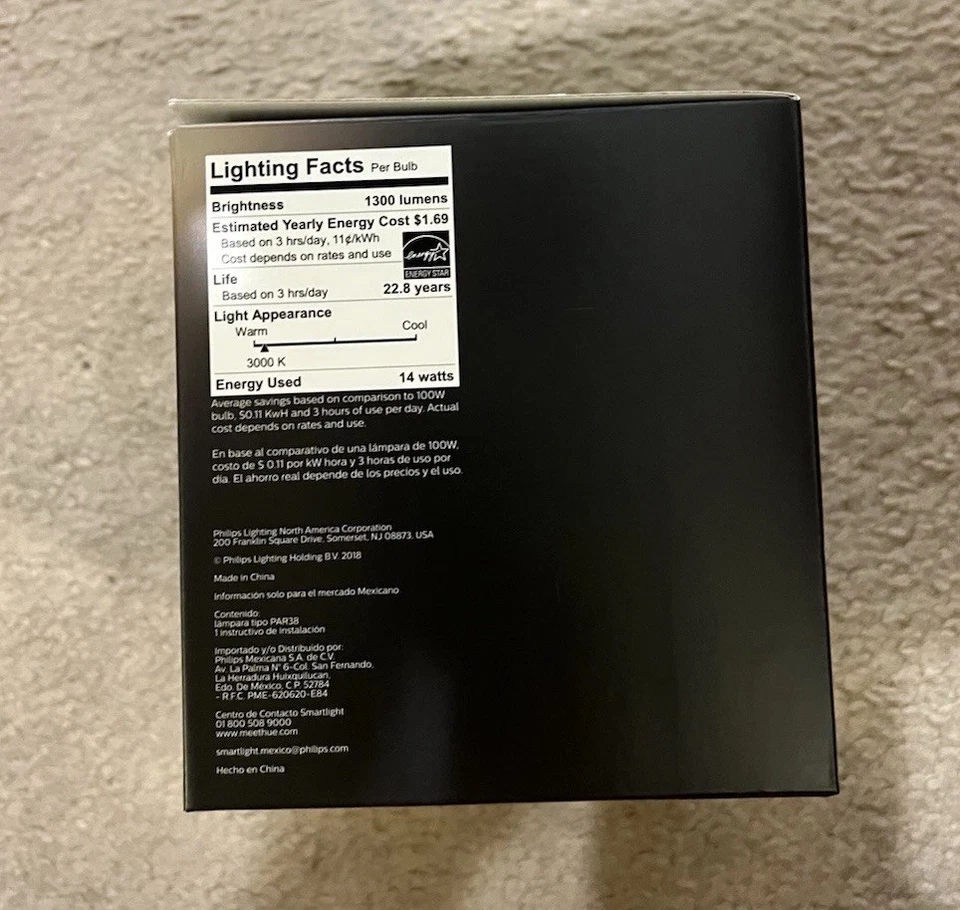 Lighting Facts Per Bulb
Brightness 1300 lumens
Estimated Yearly Energy Cost $1.69
Based on 3 hrs/day, 11¢/kWh
Cost depends on rates and use
energy
ENERGY STAR
Life
Based on 3 hrs/day 22.8 years
Light Appearance
Warm Cool
3000 K
Energy Used 14 watts
Average savings based on comparison to 100W
bulb, $0.11 KwH and 3 hours of use per day. Actual
cost depends on rates and use.
En base al comparativo de una lámpara de 100W,
costo de $ 0.11 por kW hora y 3 horas de uso por
día. El ahorro real depende de los precios y el uso.
Philips Lighting North America Corporation
200 Franklin Square Drive, Somerset, NJ 08873, USA
© Philips Lighting Holding B.V. 2018
Made in China
Información solo para el mercado Mexicano
Contenido:
lámpara tipo PAR38
1 instructivo de instalación
Importado y/o Distribuido por:
Philips Mexicana S.A. de C.V.
Av. La Palma N° 6-Col. San Fernando,
La Herradura Huixquilucan,
Edo. De México, C.P. 52784
- R.F.C. PME-620620-E84
Centro de Contacto Smartlight
01 800 508 9000
www.meethue.com
smartlight.mexico@philips.com
Hecho en China